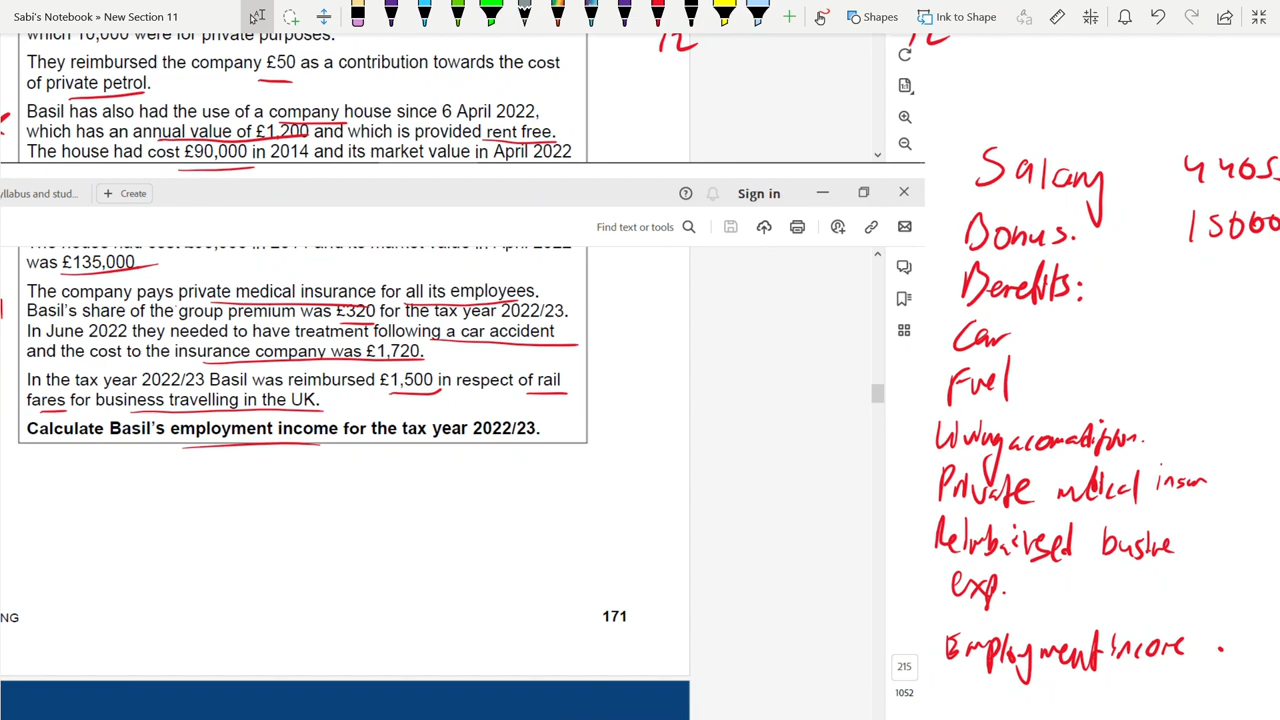 Sabi's Notebook » New Section 11
Shapes
Ink to Shape
which 10,000 were for private purposes.
They reimbursed the company £50 as a contribution towards the cost
of private petrol.
Basil has also had the use of a company house since 6 April 2022,
which has an annual value of £1,200 and which is provided rent free.
The house had cost £90,000 in 2014 and its market value in April 2022
yllabus and stud...
Create
Sign in
Find text or tools
was £135,000
The company pays private medical insurance for all its employees.
Basil's share of the group premium was £320 for the tax year 2022/23.
In June 2022 they needed to have treatment following a car accident
and the cost to the insurance company was £1,720.
In the tax year 2022/23 Basil was reimbursed £1,500 in respect of rail
fares for business travelling in the UK.
Calculate Basil's employment income for the tax year 2022/23.
NG
171
215
1052
12
12
Salary 44055
Bonus. 15000
Benefits:
Car
Fuel
Private medical insur
exp.
Employment income .